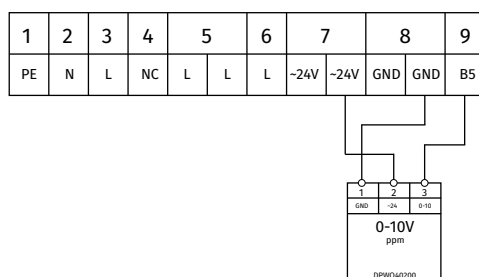 1 2 3 4 5 6 7 8 9
PE N L NC L L L ~24V ~24V GND GND B5
1 2 3
GND ~24 0-10
0-10V
ppm
DPWQ40200